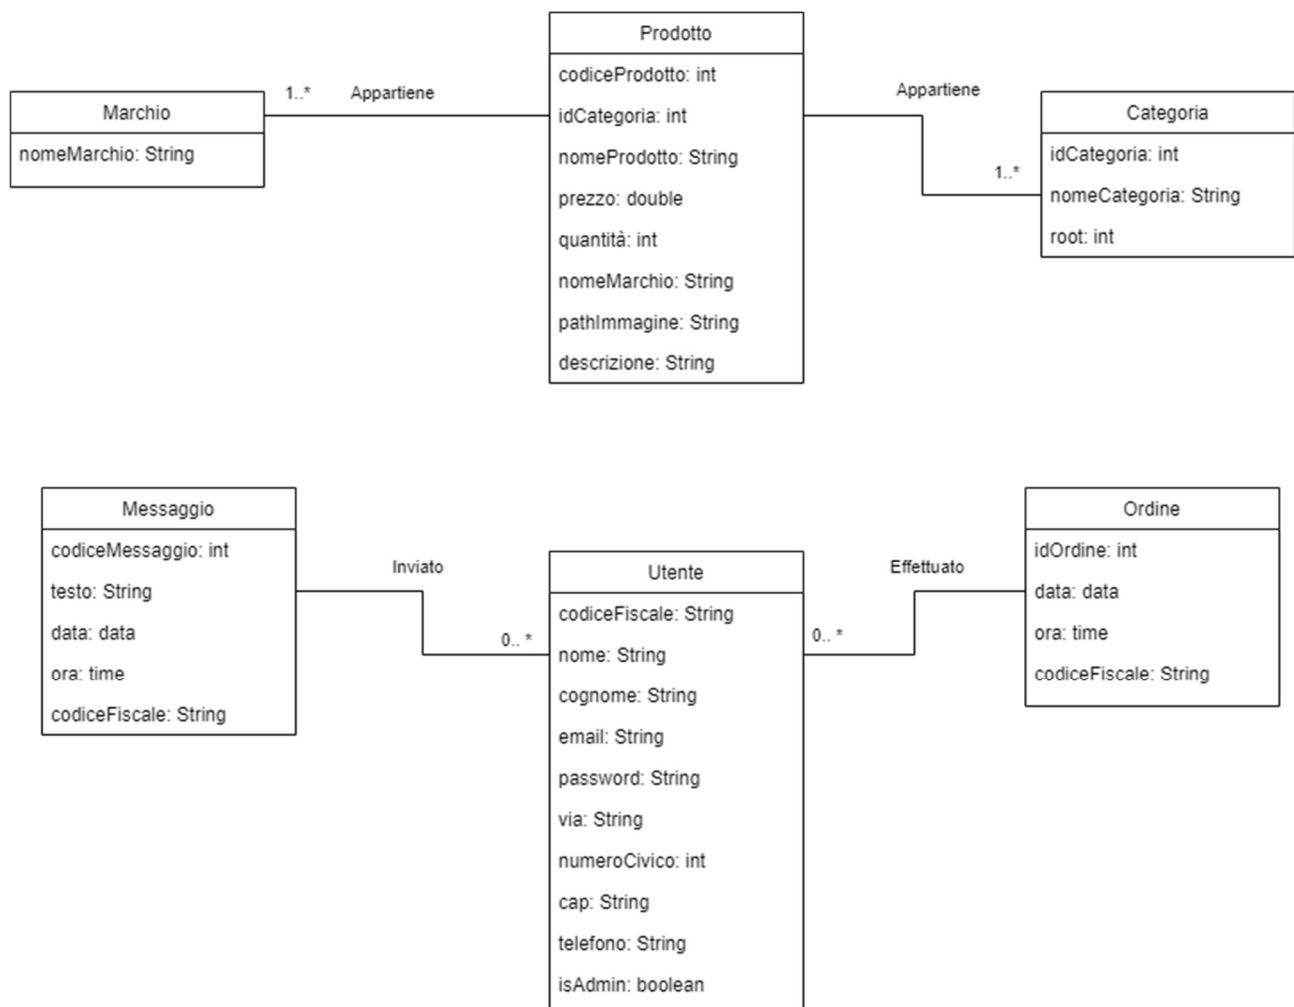 Prodotto
codiceProdotto: int
idCategoria: int
nomeProdotto: String
prezzo: double
quantità: int
nomeMarchio: String
pathImmagine: String
descrizione: String
1..*
Appartiene
Marchio
nomeMarchio: String
Appartiene
1..*
Categoria
idCategoria: int
nomeCategoria: String
root: int
Messaggio
codiceMessaggio: int
testo: String
data: data
ora: time
codiceFiscale: String
Inviato
0.. *
Utente
codiceFiscale: String
nome: String
cognome: String
email: String
password: String
via: String
numeroCivico: int
cap: String
telefono: String
isAdmin: boolean
Effettuato
0.. *
Ordine
idOrdine: int
data: data
ora: time
codiceFiscale: String